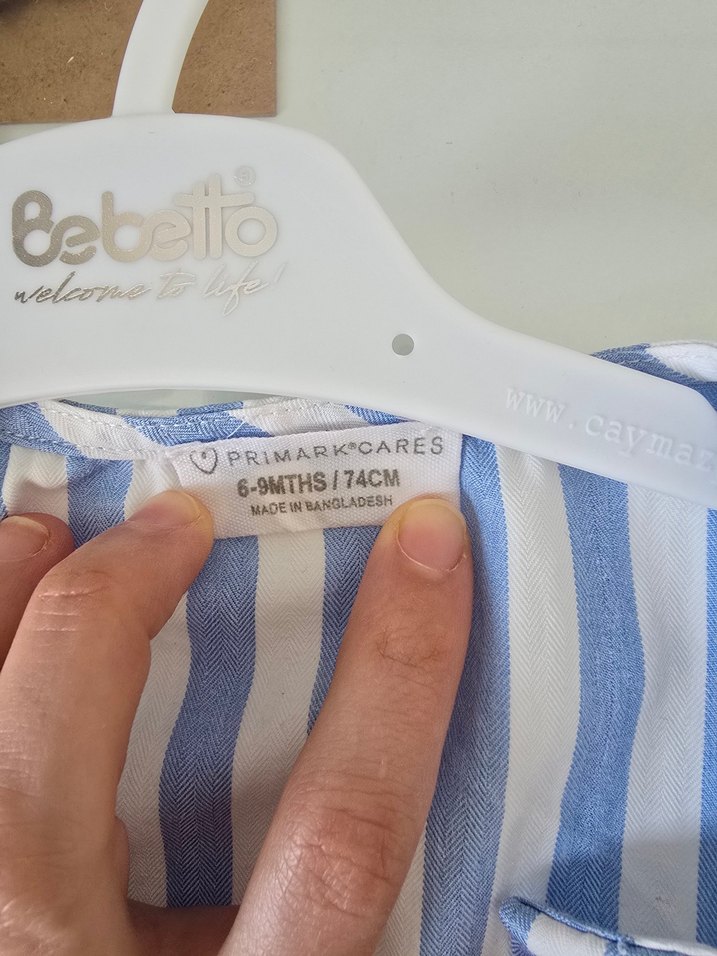 Bebetto®
welcome to life!
www.caymaz
PRIMARK®CARES
6-9MTHS / 74CM
MADE IN BANGLADESH